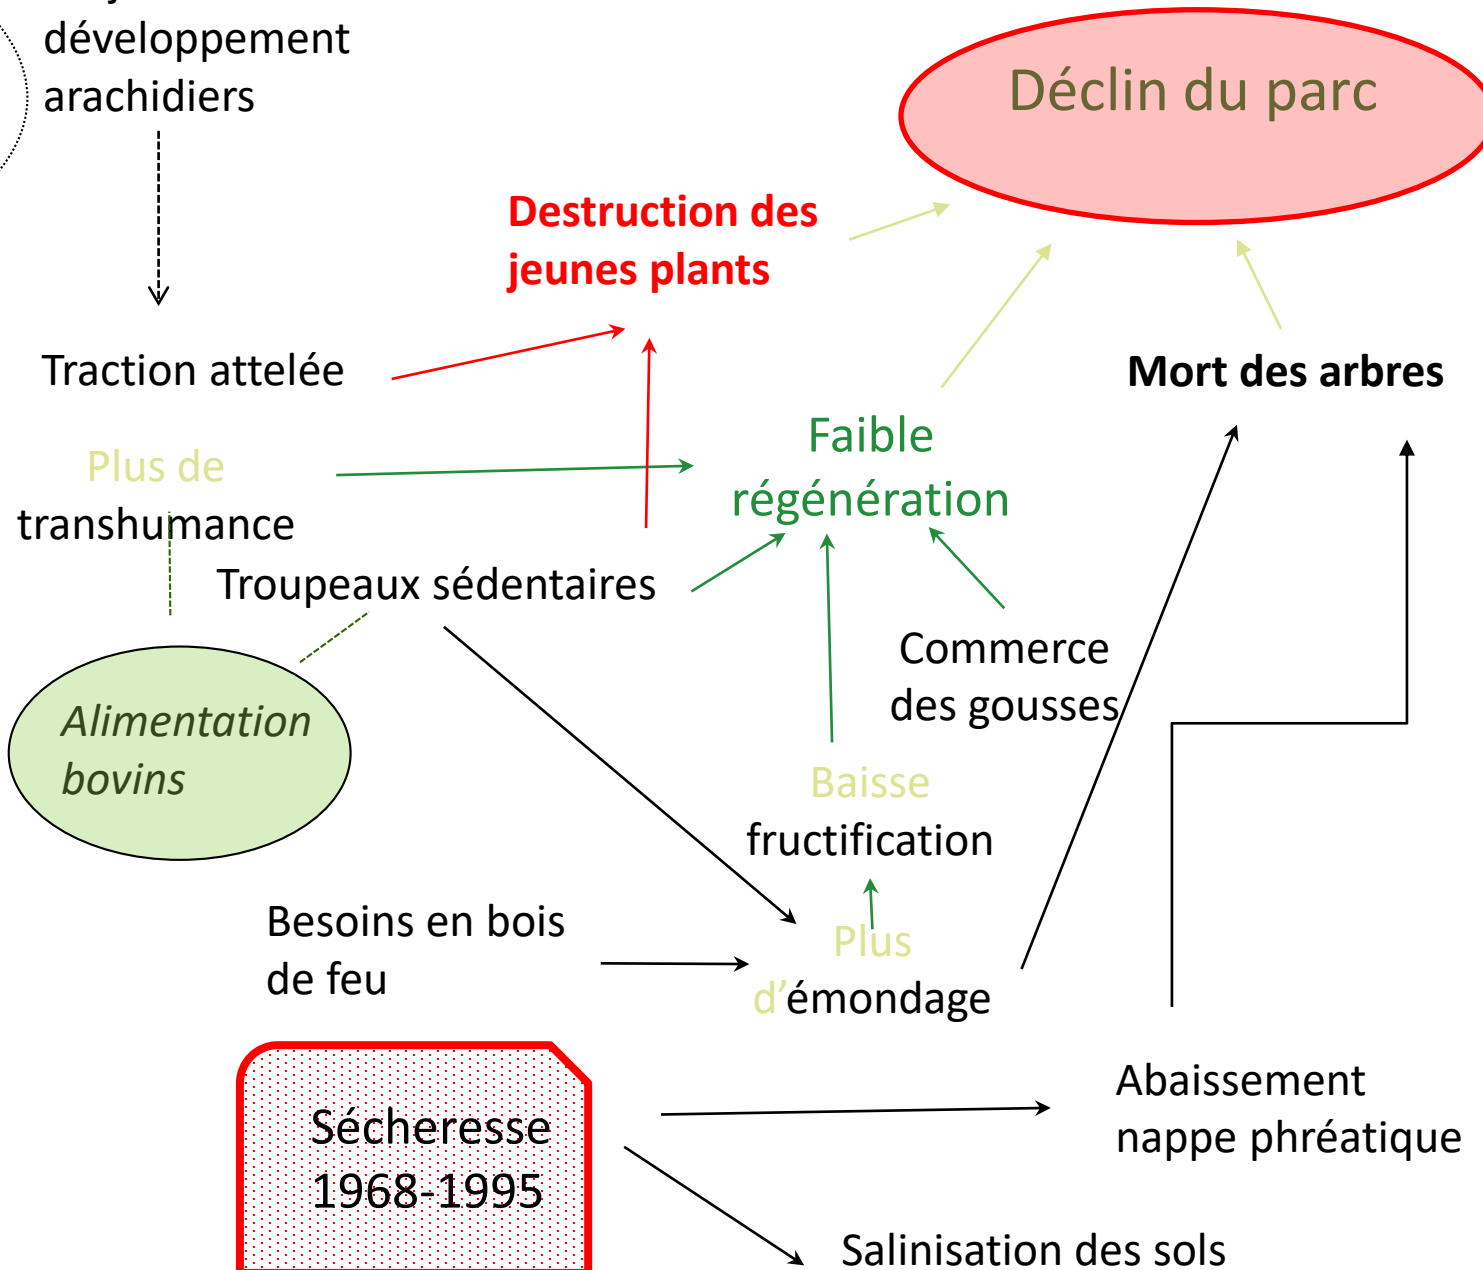 développement
arachidiers
Déclin du parc
Destruction des
jeunes plants
Traction attelée
Mort des arbres
Plus de
transhumance
Faible
régénération
Troupeaux sédentaires
Commerce
des gousses
Alimentation
bovins
Baisse
fructification
Besoins en bois
de feu
Plus
d’émondage
Sécheresse
1968-1995
Abaissement
nappe phréatique
Salinisation des sols